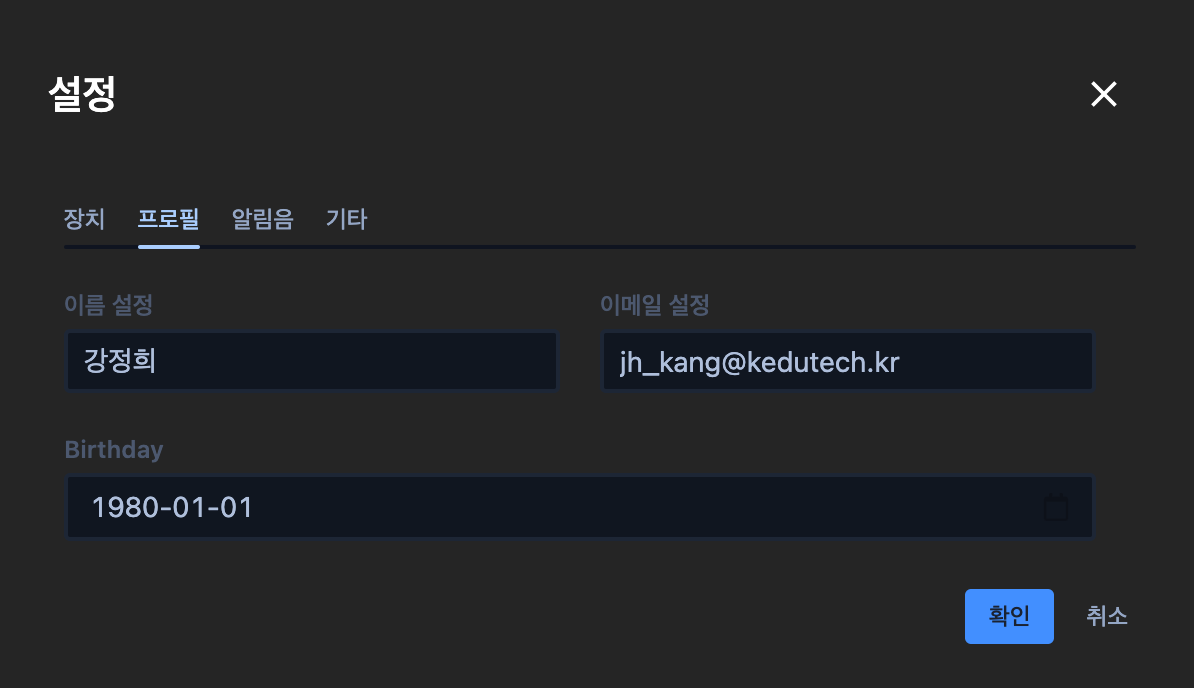 설정
장치 프로필 알림음 기타
이름 설정 이메일 설정
강정희 jh_kang@kedutech.kr
Birthday
1980-01-01
확인 취소